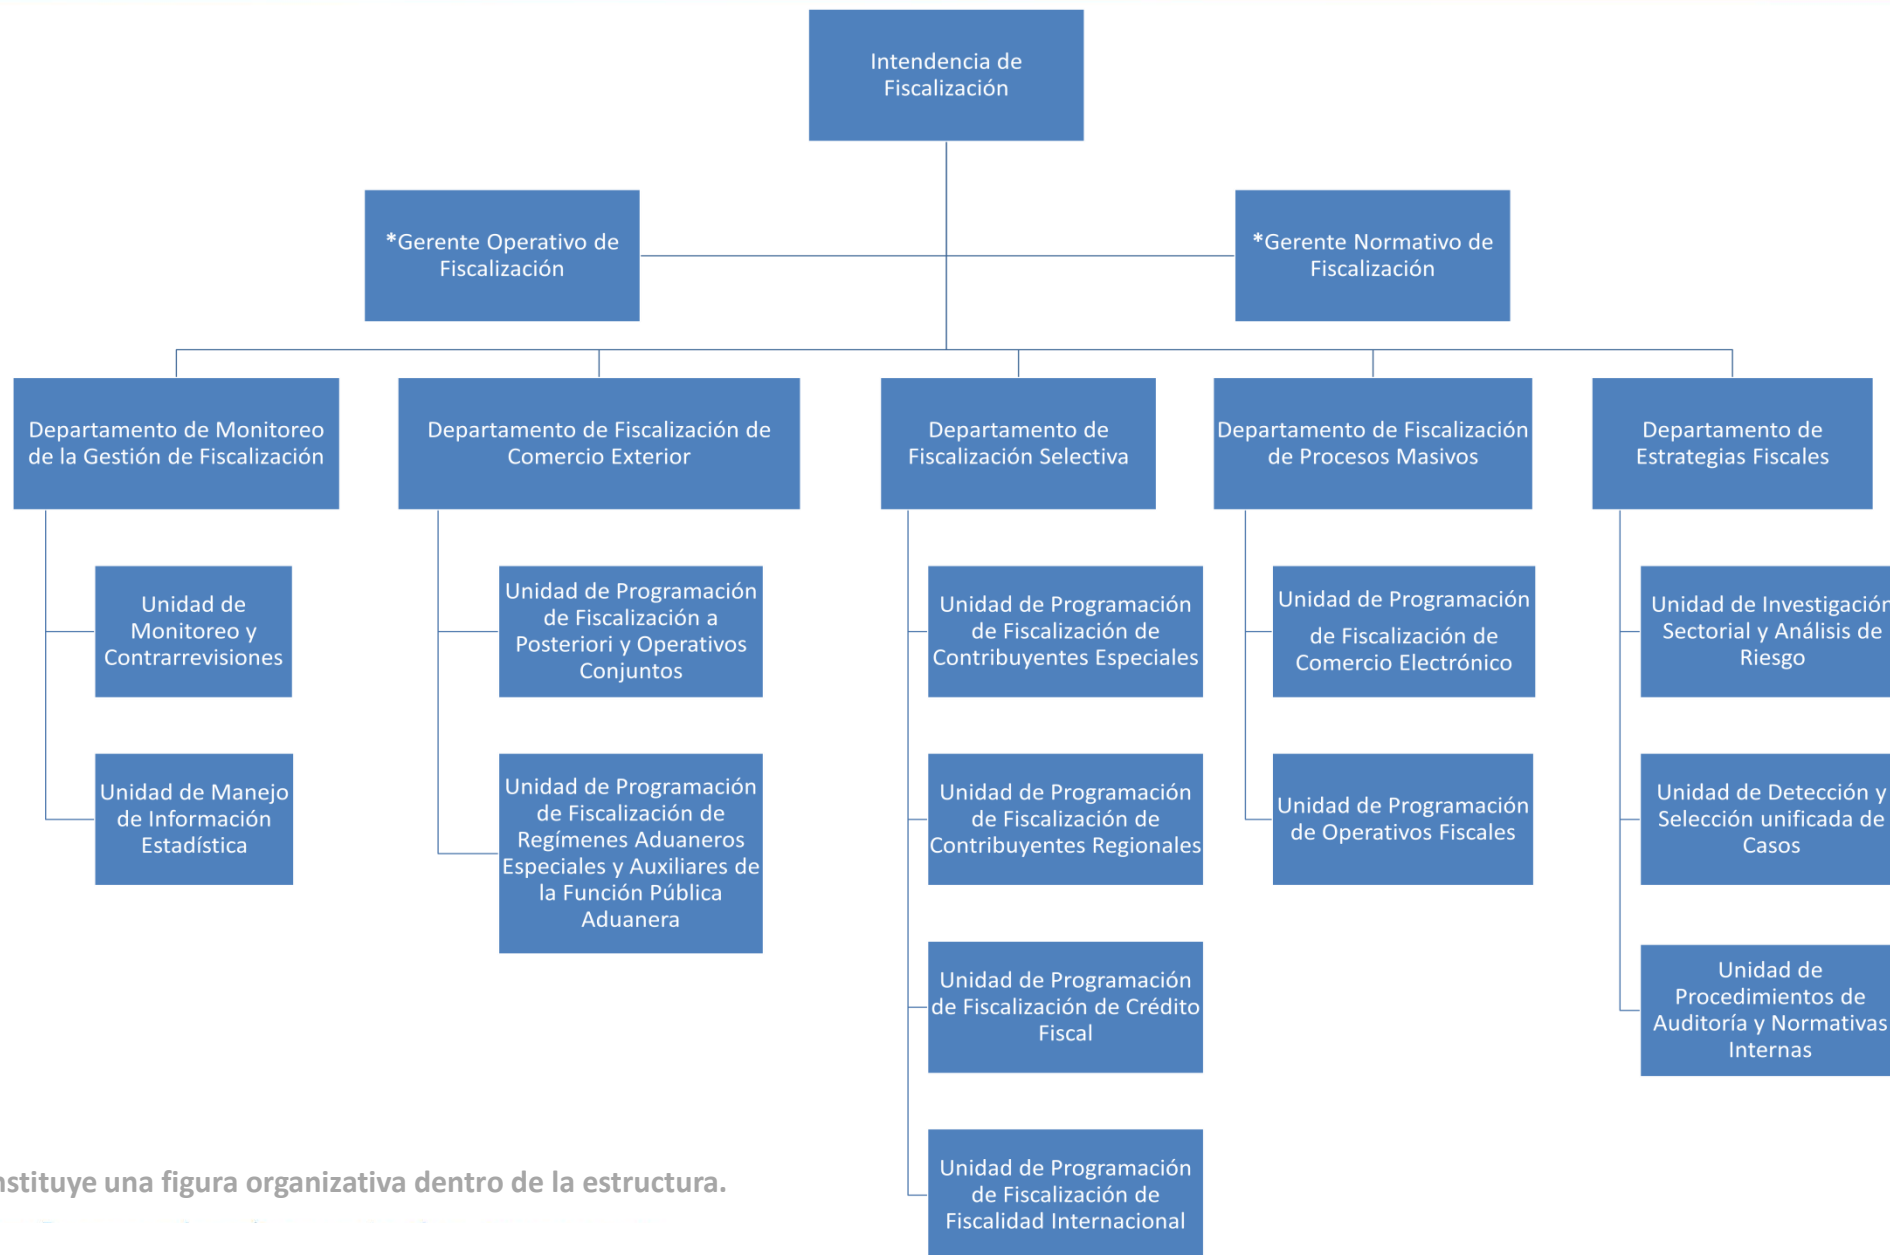 Intendencia de
Fiscalización
*Gerente Operativo de
Fiscalización
*Gerente Normativo de
Fiscalización
Departamento de Monitoreo
de la Gestión de Fiscalización
Departamento de Fiscalización de
Comercio Exterior
Departamento de
Fiscalización Selectiva
Departamento de Fiscalización
de Procesos Masivos
Departamento de
Estrategias Fiscales
Unidad de
Monitoreo y
Contrarrevisiones
Unidad de Manejo
de Información
Estadística
Unidad de Programación
de Fiscalización a
Posteriori y Operativos
Conjuntos
Unidad de Programación
de Fiscalización de
Regímenes Aduaneros
Especiales y Auxiliares de
la Función Pública
Aduanera
Unidad de Programación
de Fiscalización de
Contribuyentes Especiales
Unidad de Programación
de Fiscalización de
Contribuyentes Regionales
Unidad de Programación
de Fiscalización de Crédito
Fiscal
Unidad de Programación
de Fiscalización de
Fiscalidad Internacional
Unidad de Programación
de Fiscalización de
Comercio Electrónico
Unidad de Programación
de Operativos Fiscales
Unidad de Investigación
Sectorial y Análisis de
Riesgo
Unidad de Detección y
Selección unificada de
Casos
Unidad de
Procedimientos de
Auditoría y Normativas
Internas
nstituye una figura organizativa dentro de la estructura.